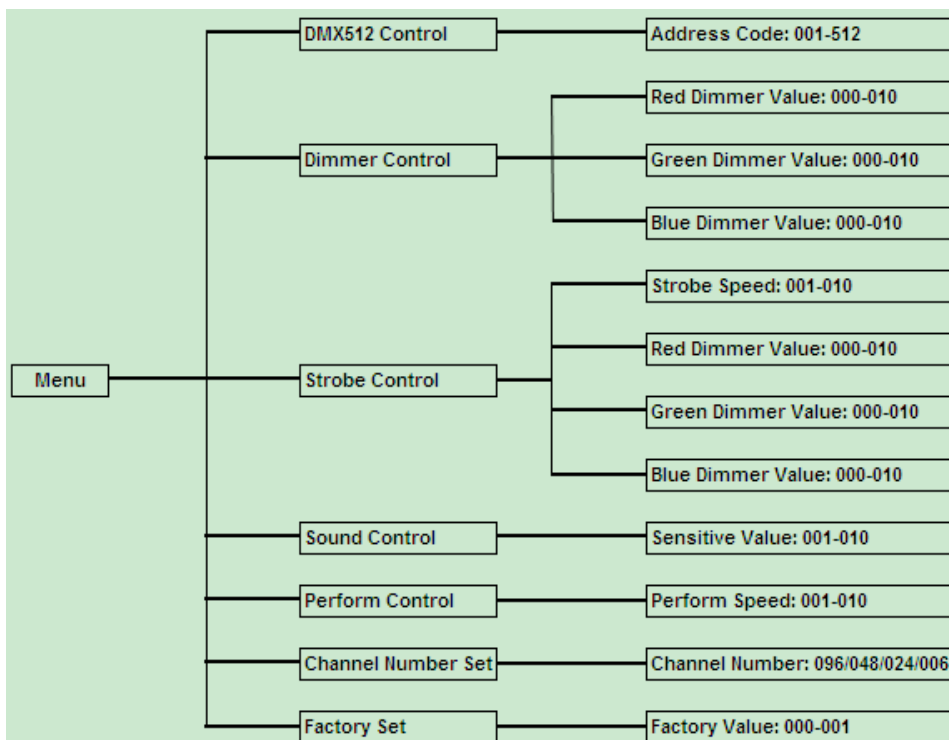 DMX512 Control
Address Code: 001-512
Red Dimmer Value: 000-010
Dimmer Control
Green Dimmer Value: 000-010
Blue Dimmer Value: 000-010
Strobe Speed: 001-010
Red Dimmer Value: 000-010
Menu
Strobe Control
Green Dimmer Value: 000-010
Blue Dimmer Value: 000-010
Sound Control
Sensitive Value: 001-010
Perform Control
Perform Speed: 001-010
Channel Number Set
Channel Number: 096/048/024/006
Factory Set
Factory Value: 000-001